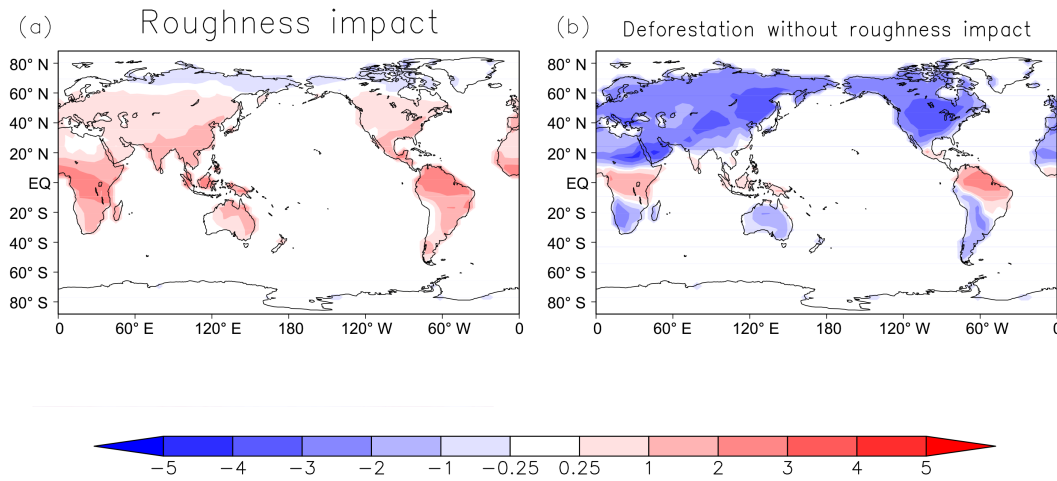 (a) Roughness impact
(b) Deforestation without roughness impact
80° N
60° N
40° N
20° N
EQ
20° S
40° S
60° S
80° S
0 60° E 120° E 180 120° W 60° W 0
80° N
60° N
40° N
20° N
EQ
20° S
40° S
60° S
80° S
0 60° E 120° E 180 120° W 60° W 0
−5 −4 −3 −2 −1 −0.25 0.25 1 2 3 4 5